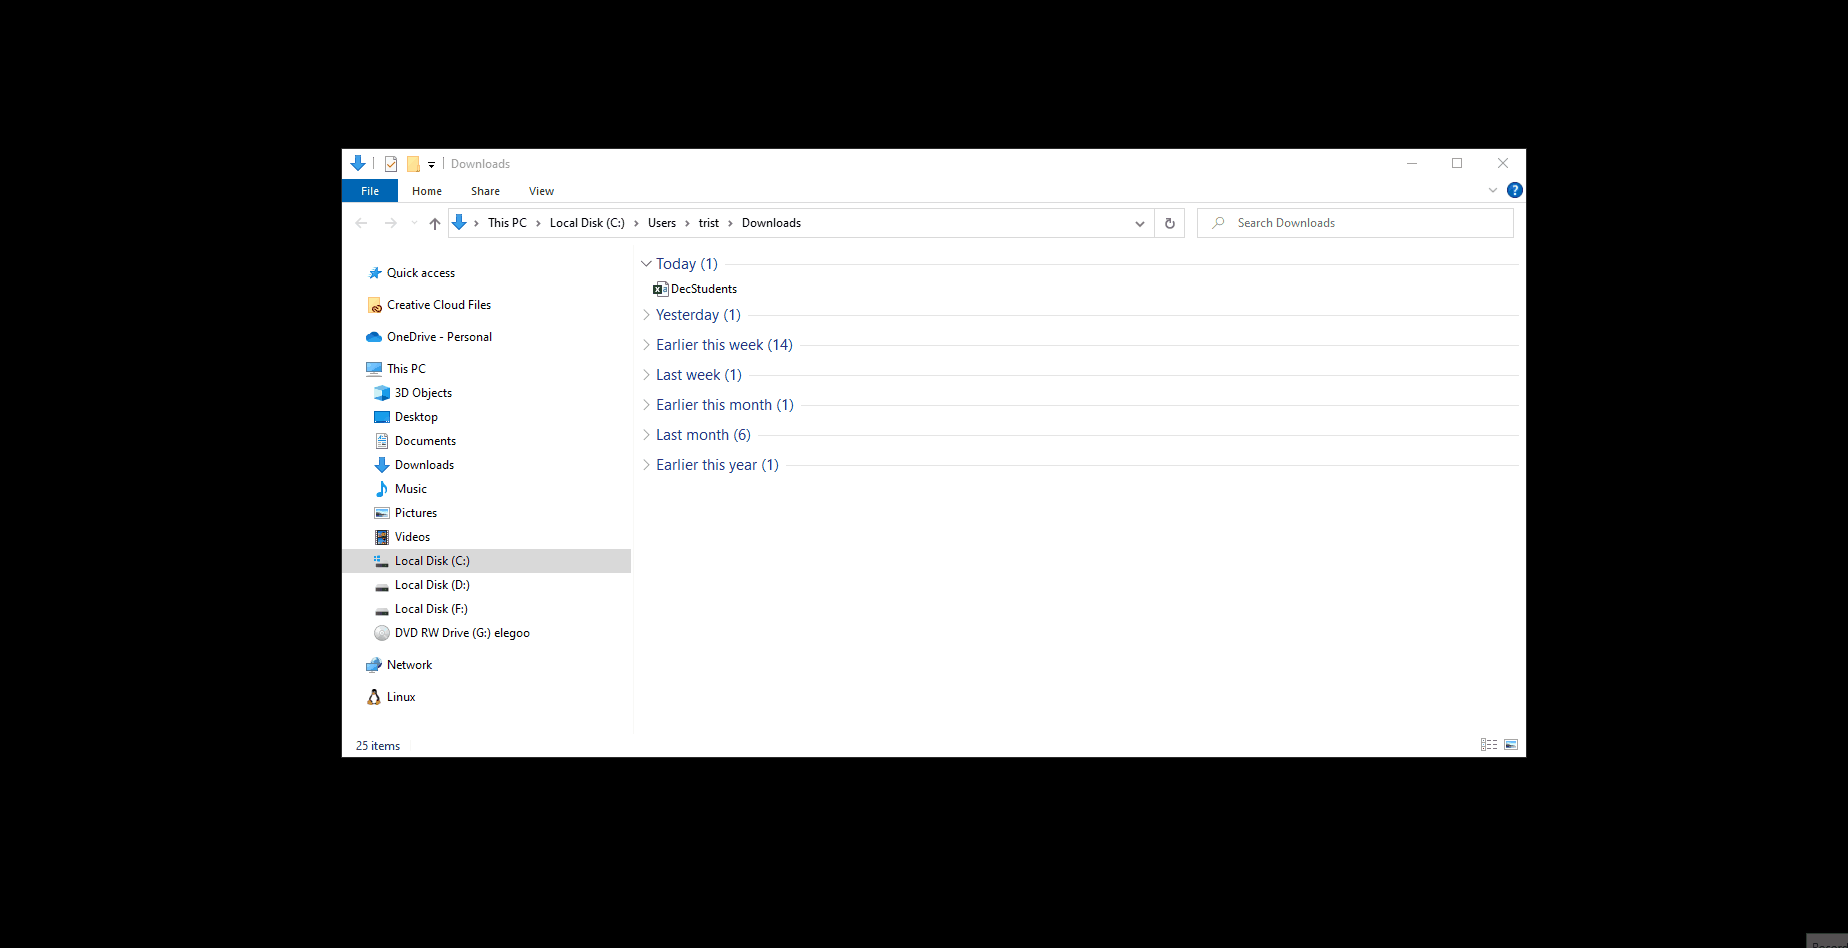 Downloads
File Home Share View
This PC Local Disk (C:) Users trist Downloads
Search Downloads
Quick access
Creative Cloud Files
OneDrive - Personal
This PC
3D Objects
Desktop
Documents
Downloads
Music
Pictures
Videos
Local Disk (C:)
Local Disk (D:)
Local Disk (F:)
DVD RW Drive (G:) elegoo
Network
Linux
Today (1)
DecStudents
Yesterday (1)
Earlier this week (14)
Last week (1)
Earlier this month (1)
Last month (6)
Earlier this year (1)
25 items